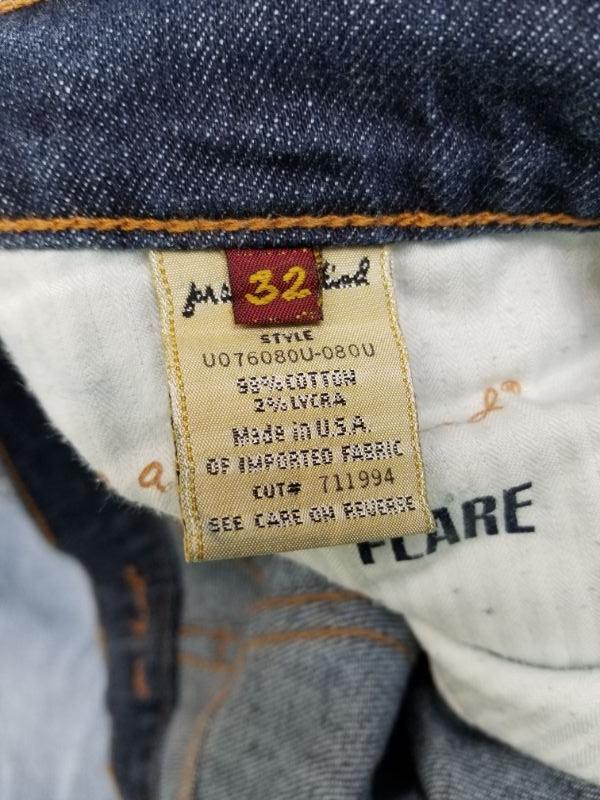 32
STYLE
U076080U-080U
98% COTTON
2% LYCRA
Made in U.S.A.
OF IMPORTED FABRIC
CUT# 711994
SEE CARE ON REVERSE
FLARE